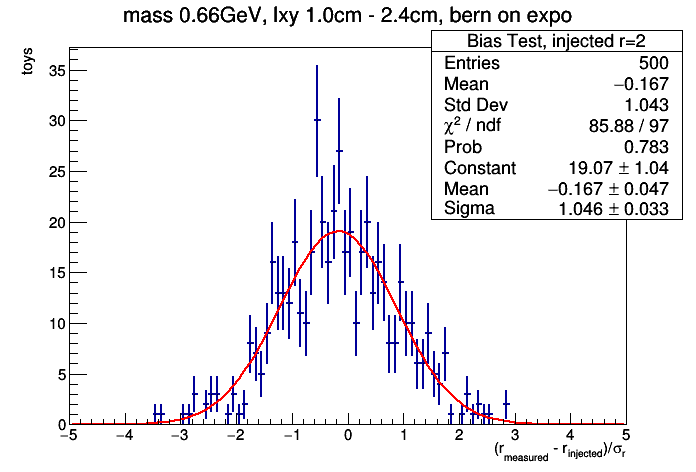 mass 0.66GeV, lxy 1.0cm - 2.4cm, bern on expo
Bias Test, injected r=2
Entries 500
Mean −0.167
Std Dev 1.043
χ² / ndf 85.88 / 97
Prob 0.783
Constant 19.07 ± 1.04
Mean −0.167 ± 0.047
Sigma 1.046 ± 0.033
toys
35
30
25
20
15
10
5
0
−5 −4 −3 −2 −1 0 1 2 3 4 5
(r_measured - r_injected)/σ_r